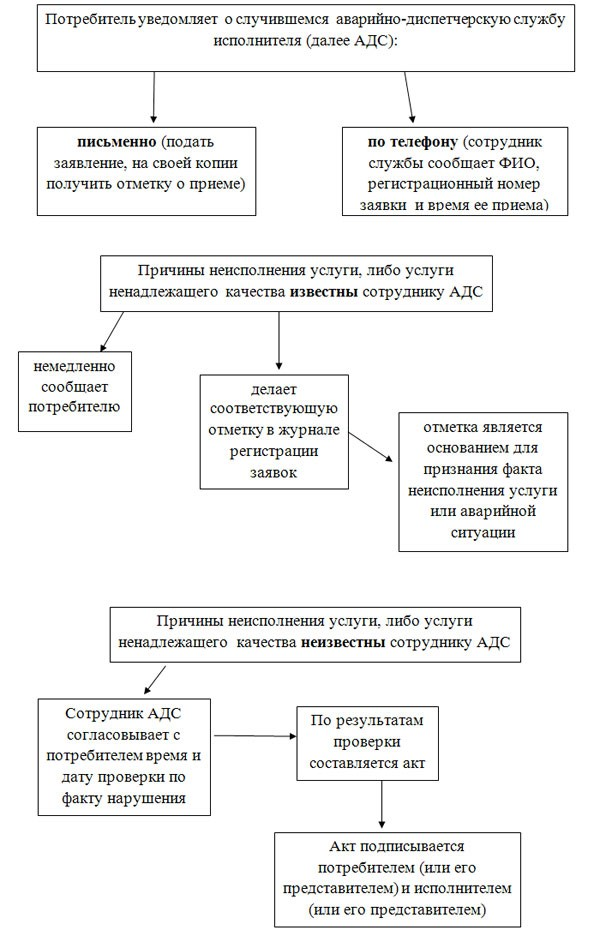 Потребитель уведомляет о случившемся аварийно-диспетчерскую службу
исполнителя (далее АДС):
письменно (подать
заявление, на своей копии
получить отметку о приеме)
по телефону (сотрудник
службы сообщает ФИО,
регистрационный номер
заявки и время ее приема)
Причины неисполнения услуги, либо услуги
ненадлежащего качества известны сотруднику АДС
немедленно
сообщает
потребителю
делает
соответствующую
отметку в журнале
регистрации
заявок
отметка является
основанием для
признания факта
неисполнения услуги
или аварийной
ситуации
Причины неисполнения услуги, либо услуги
ненадлежащего качества неизвестны сотруднику АДС
Сотрудник АДС
согласовывает с
потребителем время и
дату проверки по
факту нарушения
По результатам
проверки
составляется акт
Акт подписывается
потребителем (или его
представителем) и исполнителем
(или его представителем)